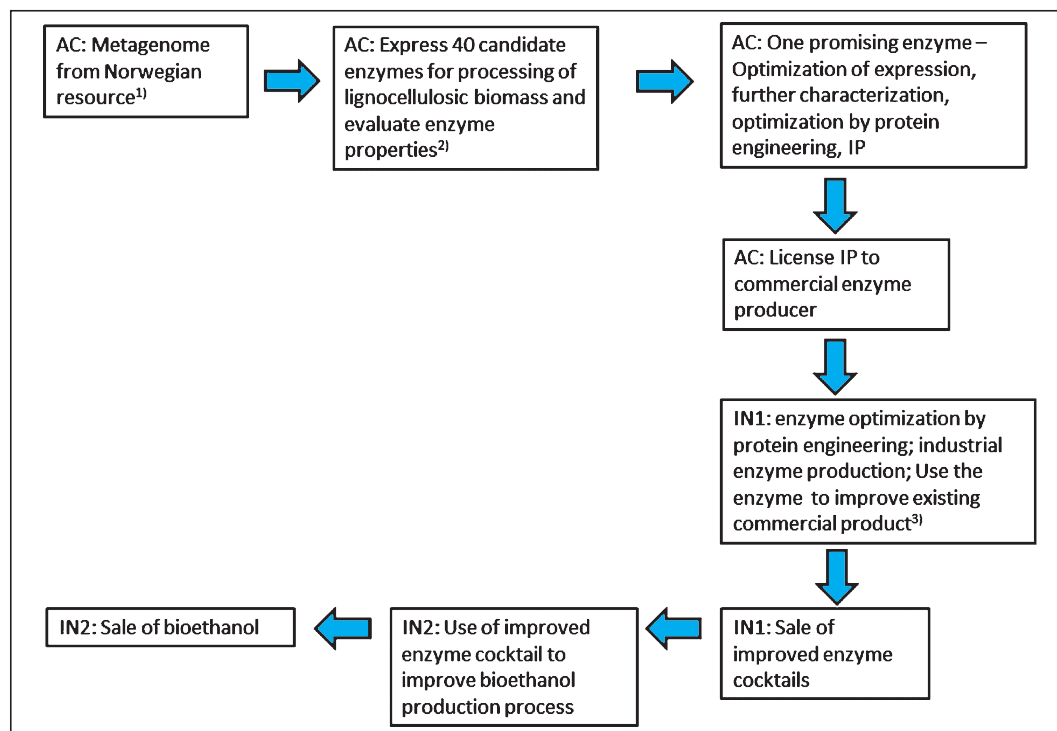 AC: Metagenome
from Norwegian
resource1)
AC: Express 40 candidate
enzymes for processing of
lignocellulosic biomass and
evaluate enzyme
properties2)
AC: One promising enzyme –
Optimization of expression,
further characterization,
optimization by protein
engineering, IP
AC: License IP to
commercial enzyme
producer
IN1: enzyme optimization by
protein engineering; industrial
enzyme production; Use the
enzyme to improve existing
commercial product3)
IN1: Sale of
improved enzyme
cocktails
IN2: Use of improved
enzyme cocktail to
improve bioethanol
production process
IN2: Sale of bioethanol